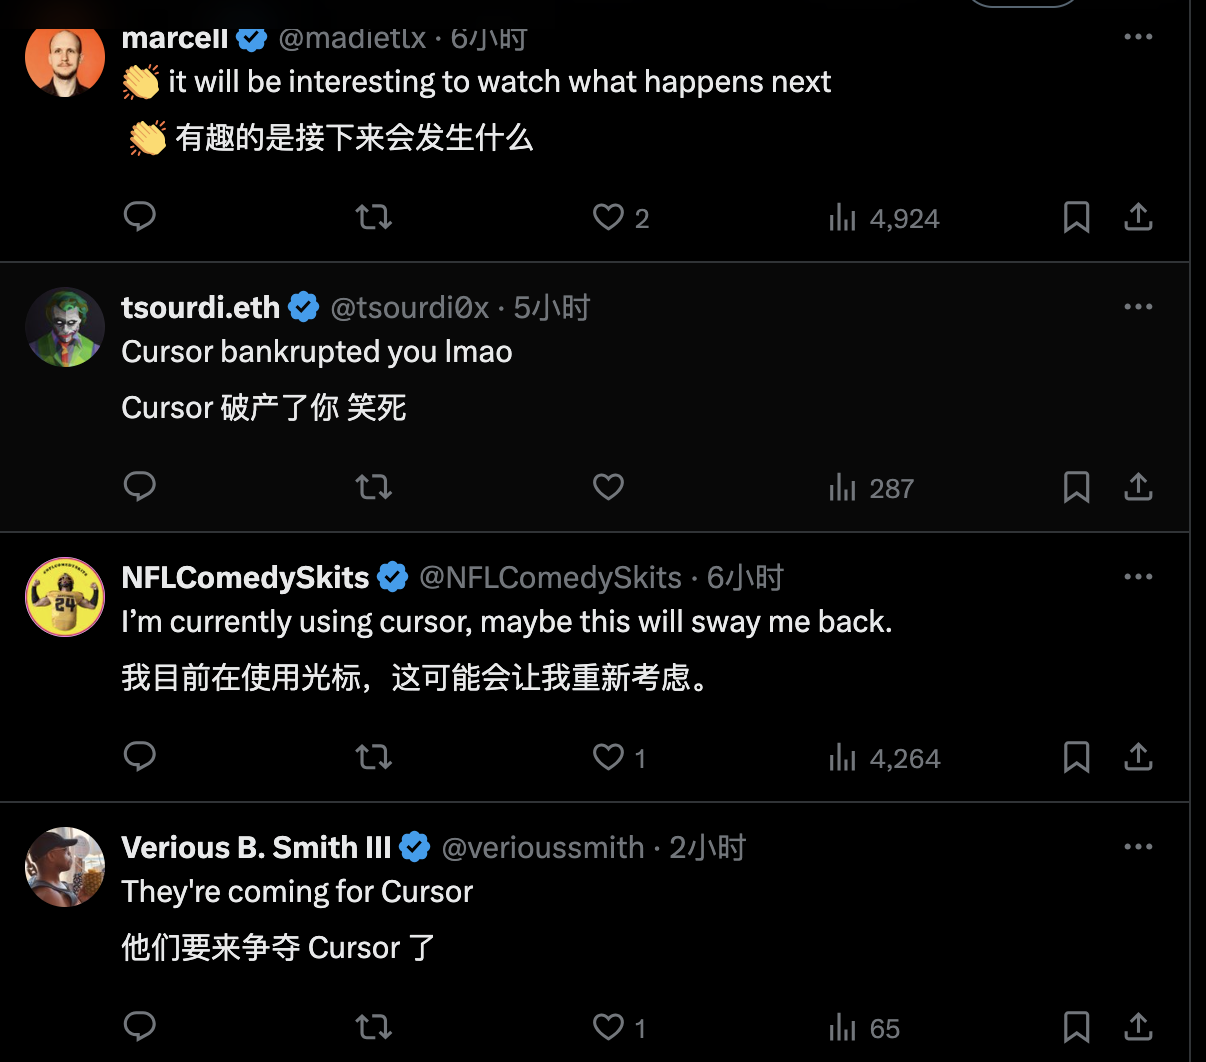 marcell @madietlx · 6小时
👏 it will be interesting to watch what happens next
👏 有趣的是接下来会发生什么
2 4,924
tsourdi.eth @tsourdi0x · 5小时
Cursor bankrupted you lmao
Cursor 破产了你 笑死
287
NFLComedySkits @NFLComedySkits · 6小时
I’m currently using cursor, maybe this will sway me back.
我目前在使用光标，这可能会让我重新考虑。
1 4,264
Verious B. Smith III @verioussmith · 2小时
They're coming for Cursor
他们要来争夺 Cursor 了
1 65